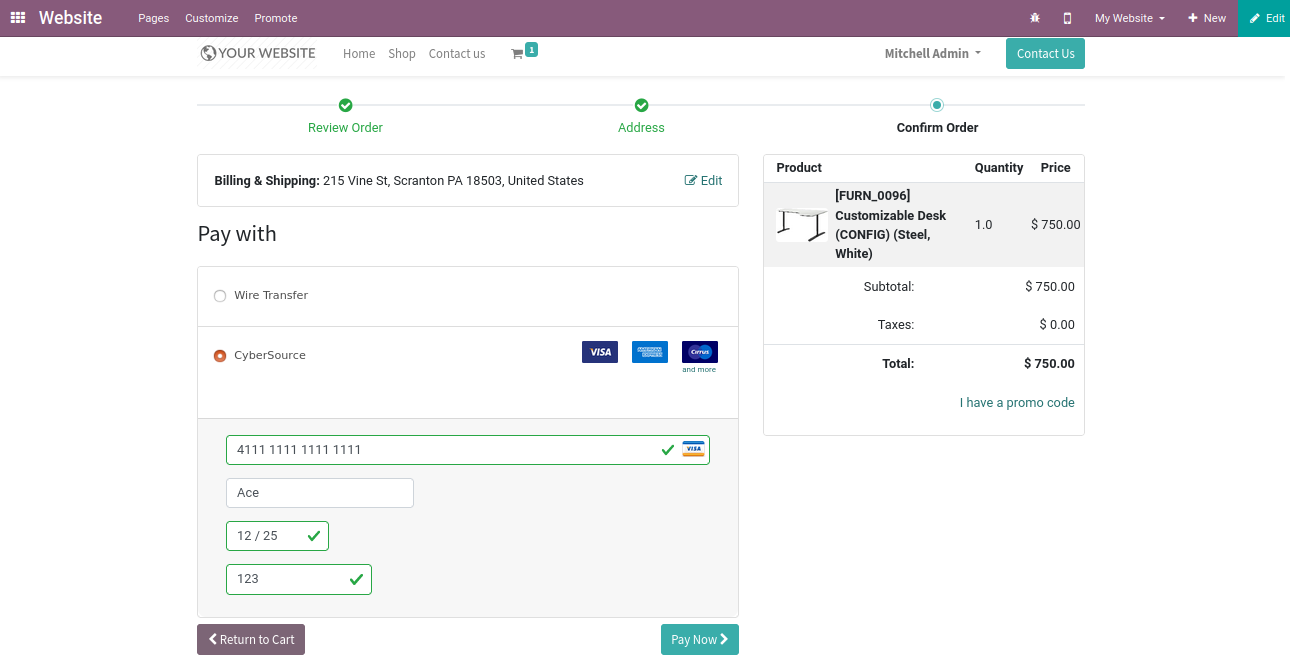 Website Pages Customize Promote My Website New Edit
YOUR WEBSITE Home Shop Contact us 1 Mitchell Admin Contact Us
Review Order Address Confirm Order
Billing & Shipping: 215 Vine St, Scranton PA 18503, United States Edit
Pay with
Wire Transfer
CyberSource VISA AMERICAN EXPRESS Cirrus
and more
4111 1111 1111 1111 VISA
Ace
12 / 25
123
Return to Cart Pay Now
Product Quantity Price
[FURN_0096]
Customizable Desk
(CONFIG) (Steel,
White)
1.0 $ 750.00
Subtotal: $ 750.00
Taxes: $ 0.00
Total: $ 750.00
I have a promo code